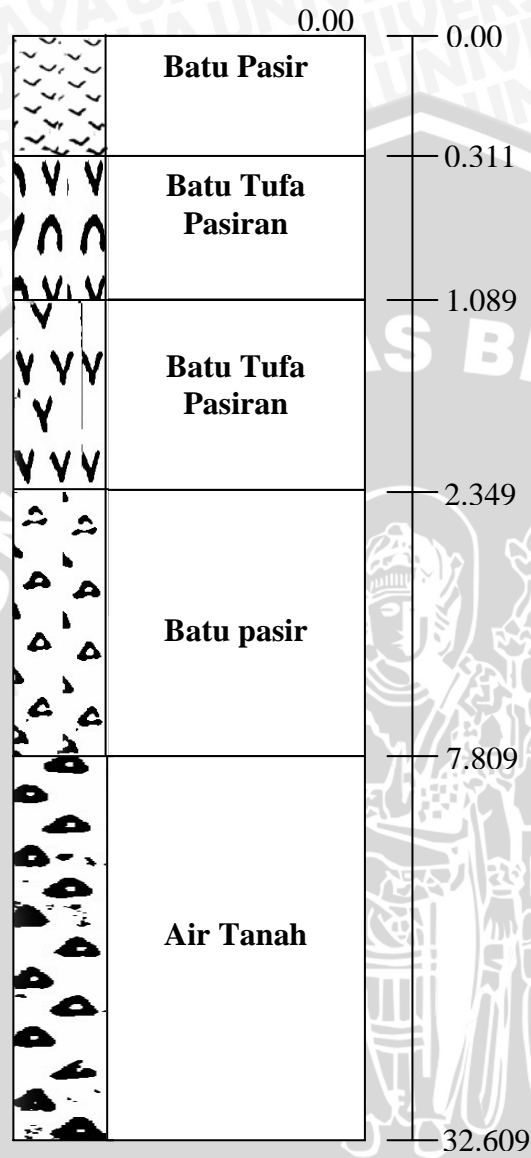 0.00
0.00
Batu Pasir
0.311
Batu Tufa
Pasiran
1.089
Batu Tufa
Pasiran
2.349
Batu pasir
7.809
Air Tanah
32.609